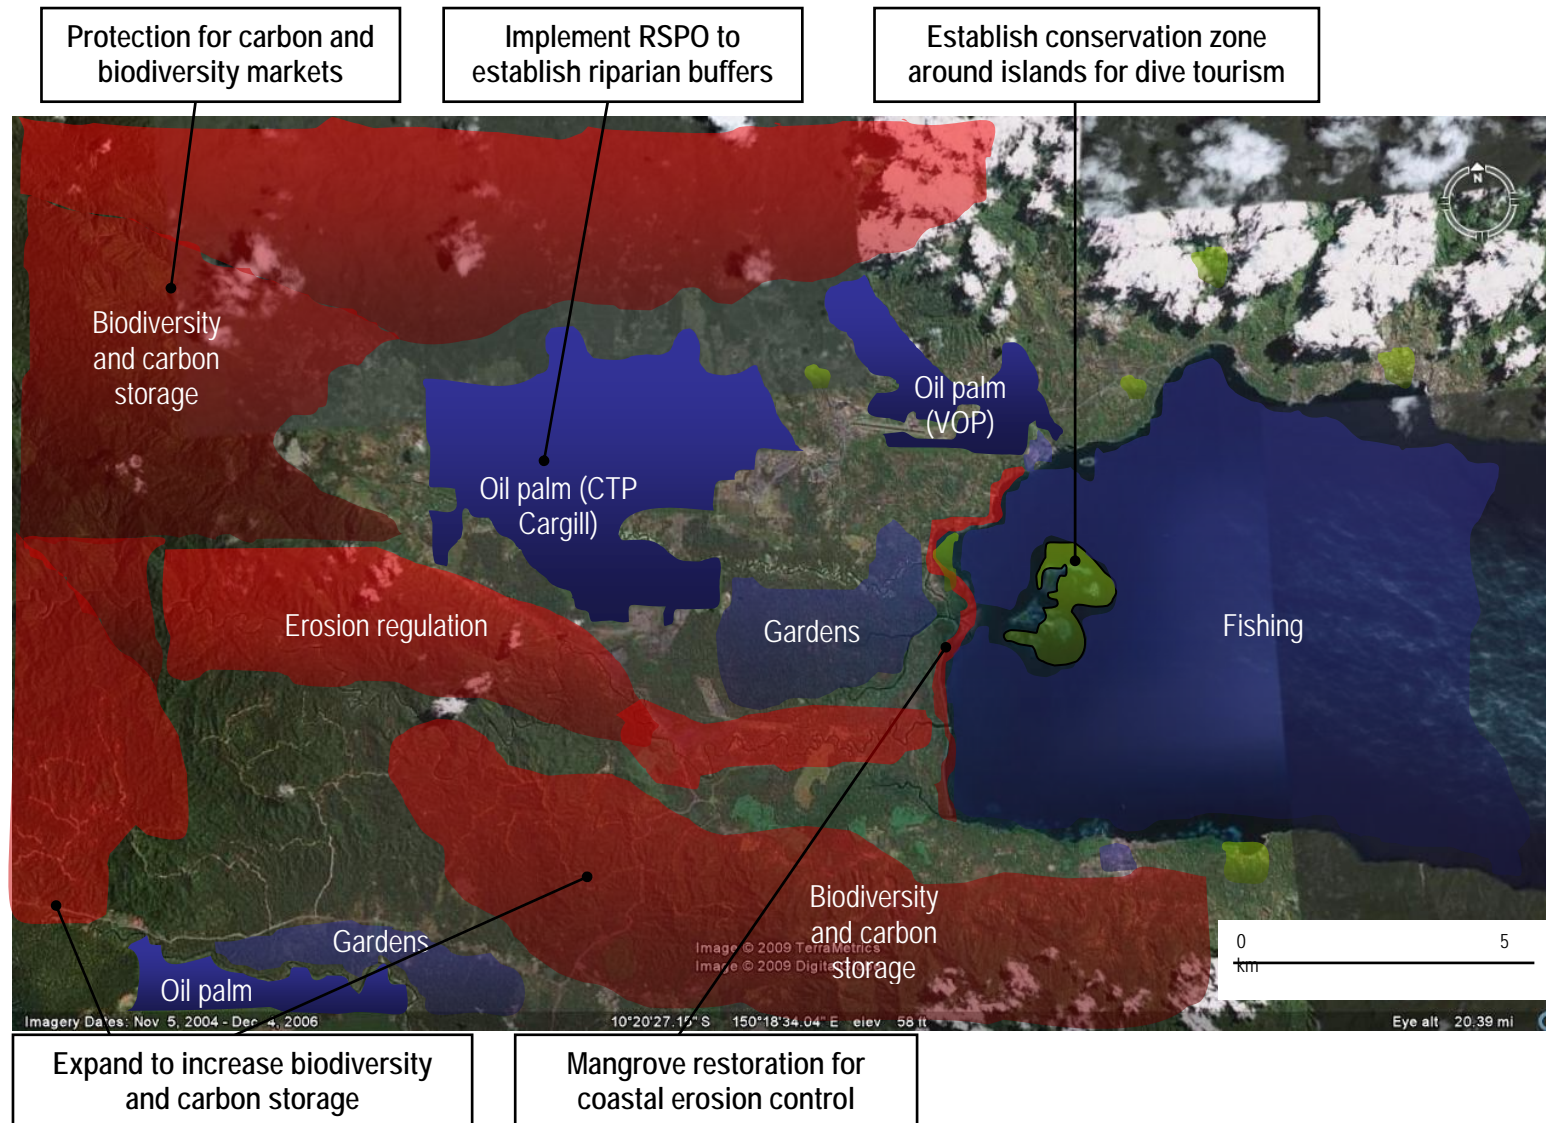 Protection for carbon and
biodiversity markets
Implement RSPO to
establish riparian buffers
Establish conservation zone
around islands for dive tourism
N
Biodiversity
and carbon
storage
Oil palm
(VOP)
Oil palm (CTP
Cargill)
Erosion regulation
Gardens
Fishing
Biodiversity
and carbon
storage
Gardens
Oil palm
Image © 2009 TerraMetrics
Image © 2009
0 5
km
Imagery Dates: Nov 5, 2004 - Dec 4, 2006
10°20'27.15" S 150°18'34.04" E elev 58 ft
Eye alt 20.39 mi
Expand to increase biodiversity
and carbon storage
Mangrove restoration for
coastal erosion control